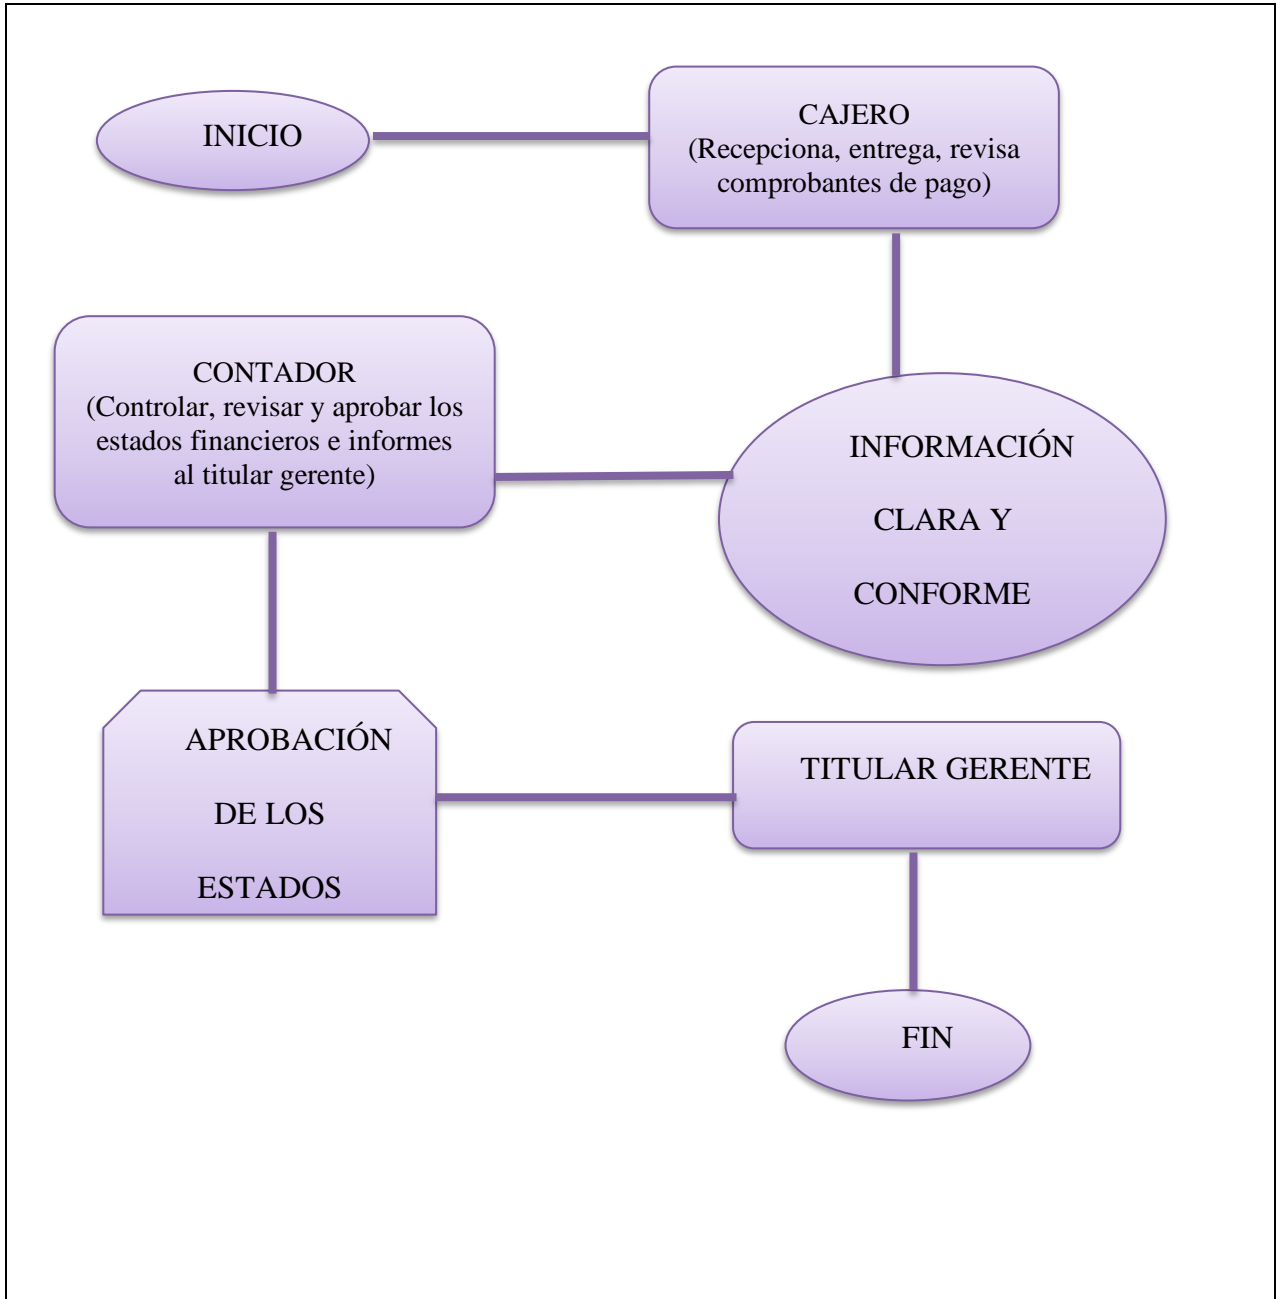 INICIO
CAJERO
(Recepciona, entrega, revisa
comprobantes de pago)
INFORMACIÓN
CLARA Y
CONFORME
CONTADOR
(Controlar, revisar y aprobar los
estados financieros e informes
al titular gerente)
APROBACIÓN
DE LOS
ESTADOS
TITULAR GERENTE
FIN